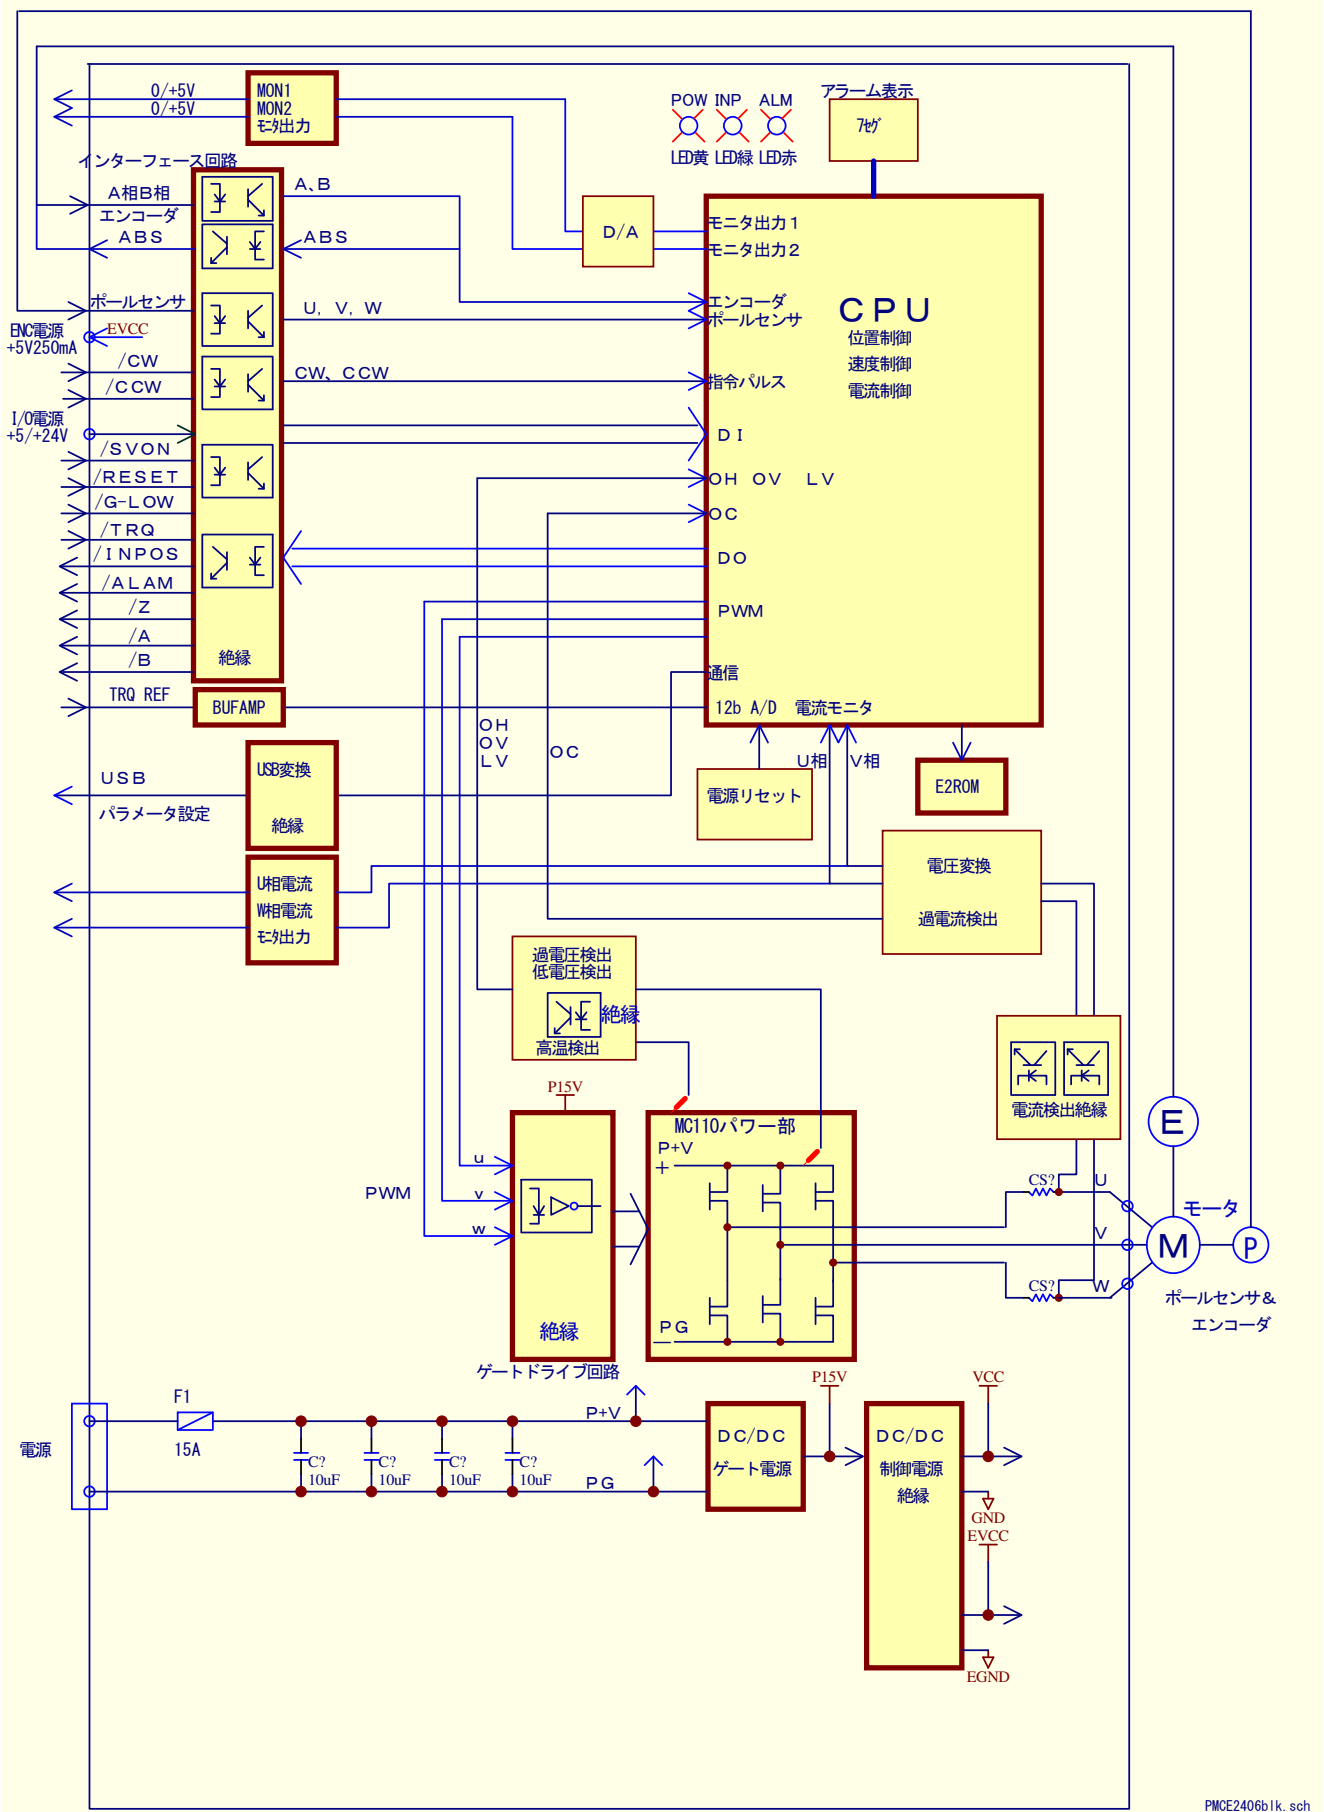 0/+5V
0/+5V
MON1
MON2
ﾓﾆﾀ出力
POW INP ALM
LED黄 LED緑 LED赤
アラーム表示
7ｾｸﾞ
インターフェース回路
A相B相
エンコーダ
ABS
A、B
ABS
D/A
モニタ出力1
モニタ出力2
ポールセンサ
U, V, W
エンコーダ
ポールセンサ
CPU
位置制御
速度制御
電流制御
ENC電源
+5V250mA
EVCC
/CW
/CCW
CW、CCW
指令パルス
I/O電源
+5/+24V
/SVON
/RESET
/G-LOW
/TRQ
/INPOS
/ALAM
/Z
/A
/B
絶縁
DI
OH OV LV
OC
DO
PWM
通信
12b A/D 電流モニタ
TRQ REF
BUFAMP
OH
OV
LV
OC
U相
V相
USB
パラメータ設定
USB変換
絶縁
電源リセット
E2ROM
U相電流
W相電流
ﾓﾆﾀ出力
電圧変換
過電流検出
過電圧検出
低電圧検出
絶縁
高温検出
電流検出絶縁
P15V
u
v
w
PWM
絶縁
ゲートドライブ回路
MC110パワー部
P+V
+
PG
—
CS?
CS?
U
V
W
E
M
P
モータ
ポールセンサ&
エンコーダ
電源
F1
15A
C?
10uF
C?
10uF
C?
10uF
C?
10uF
P+V
PG
DC/DC
ゲート電源
P15V
DC/DC
制御電源
絶縁
VCC
GND
EVCC
EGND
PMCE2406blk.sch